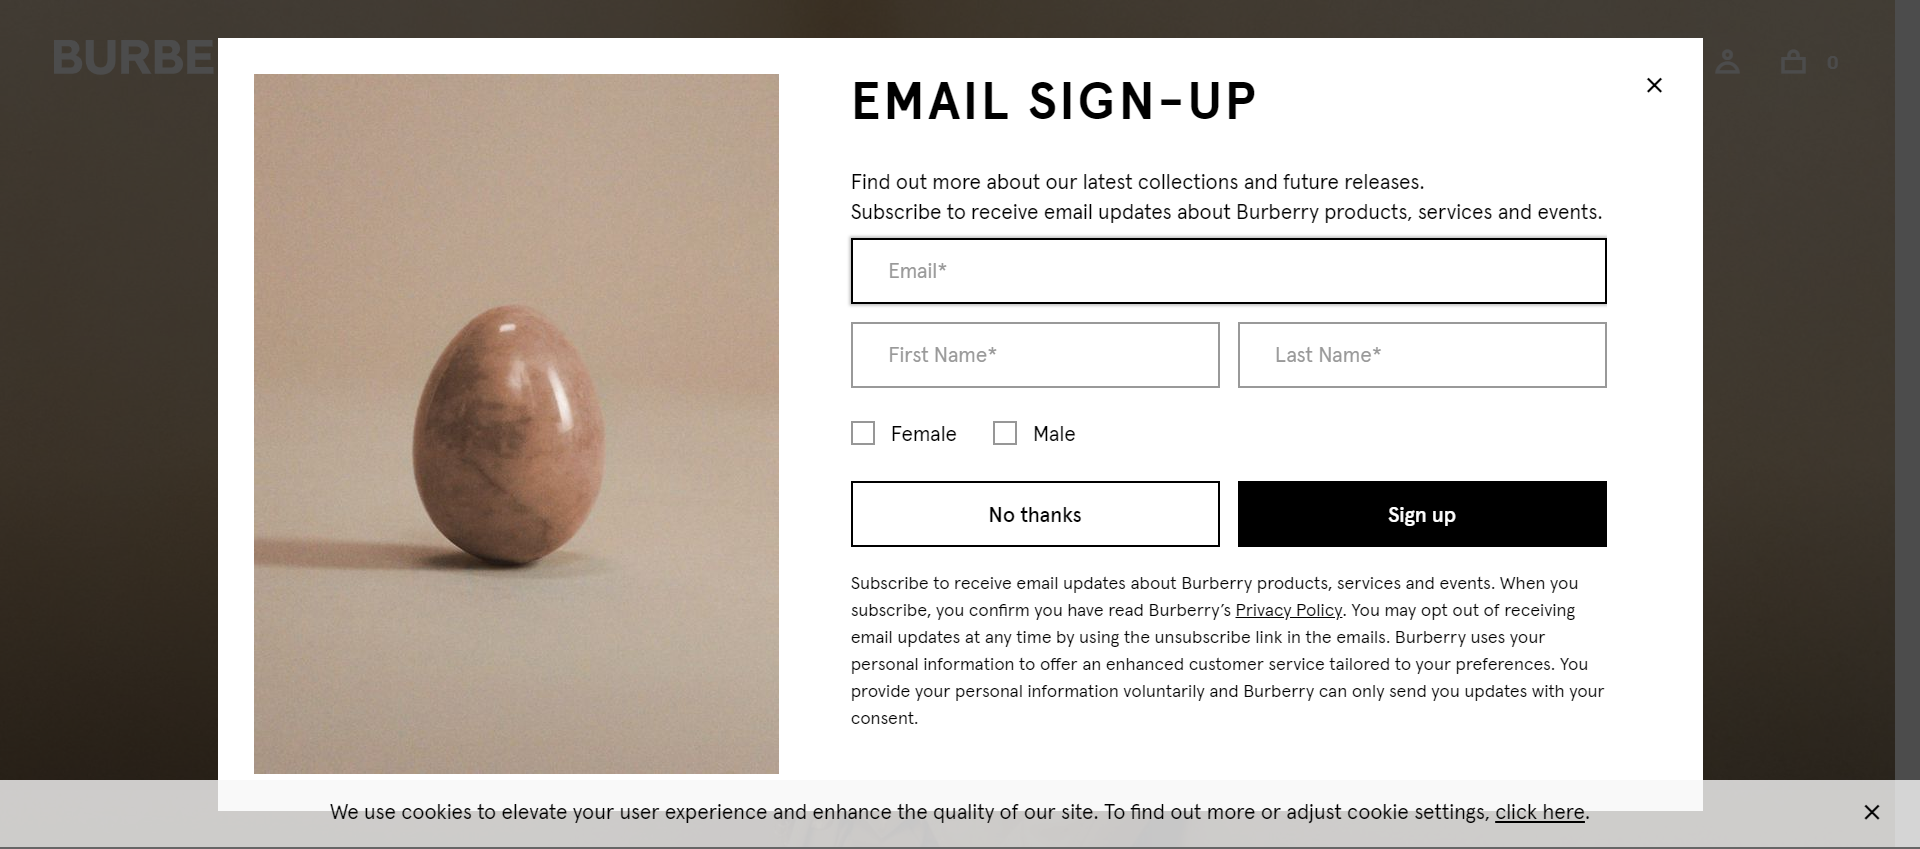 BURBE
0
EMAIL SIGN-UP
Find out more about our latest collections and future releases.
Subscribe to receive email updates about Burberry products, services and events.
Email*
First Name* Last Name*
Female Male
No thanks Sign up
Subscribe to receive email updates about Burberry products, services and events. When you
subscribe, you confirm you have read Burberry’s Privacy Policy. You may opt out of receiving
email updates at any time by using the unsubscribe link in the emails. Burberry uses your
personal information to offer an enhanced customer service tailored to your preferences. You
provide your personal information voluntarily and Burberry can only send you updates with your
consent.
We use cookies to elevate your user experience and enhance the quality of our site. To find out more or adjust cookie settings, click here.